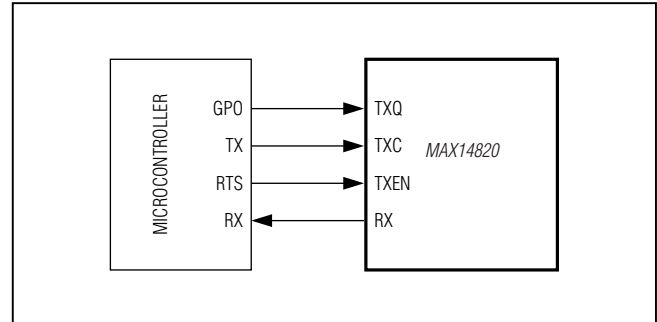 MICROCONTROLLER
GPO
TX
RTS
RX
TXQ
TXC
TXEN
RX
MAX14820